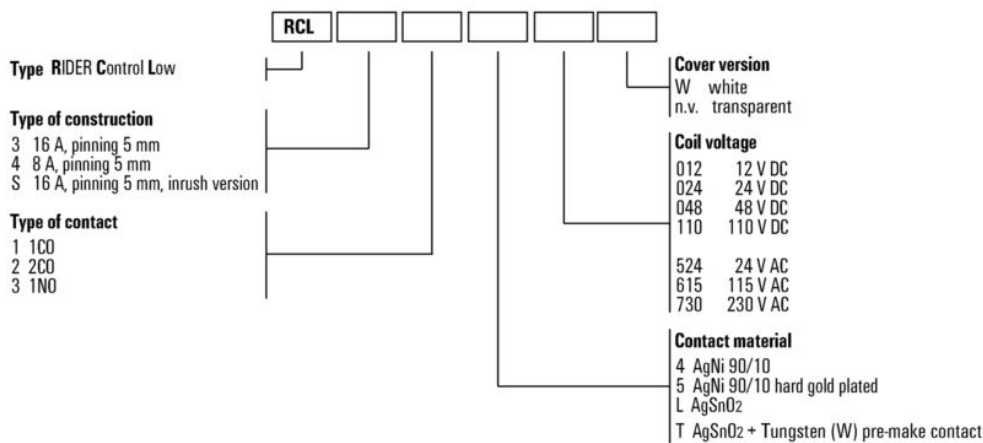 RCL
Type RIDER Control Low
Type of construction
3 16 A, pinning 5 mm
4 8 A, pinning 5 mm
S 16 A, pinning 5 mm, inrush version
Type of contact
1 1CO
2 2CO
3 1NO
Cover version
W white
n.v. transparent
Coil voltage
012 12 V DC
024 24 V DC
048 48 V DC
110 110 V DC
524 24 V AC
615 115 V AC
730 230 V AC
Contact material
4 AgNi 90/10
5 AgNi 90/10 hard gold plated
L AgSnO2
T AgSnO2 + Tungsten (W) pre-make contact